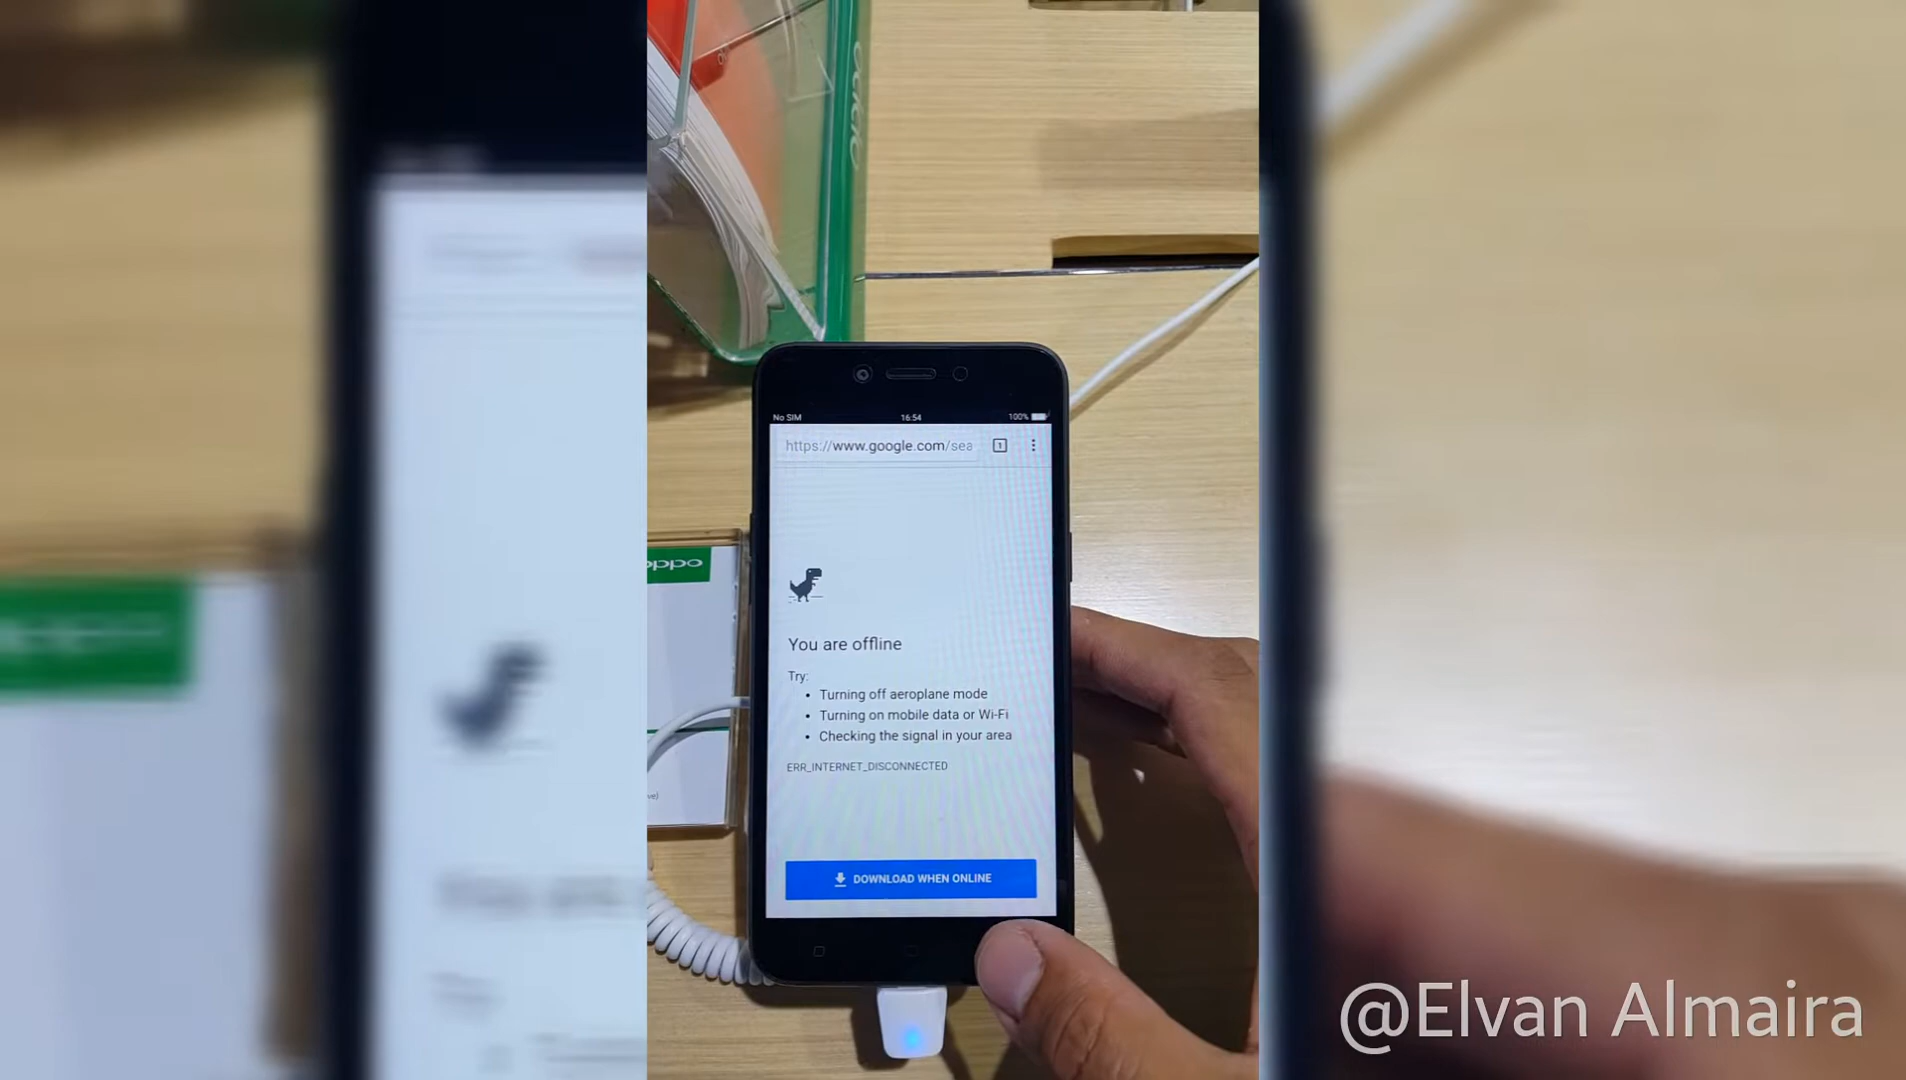 oppo
No SIM
16:54
100%
https://www.google.com/sea
1
You are offline
Try:
• Turning off aeroplane mode
• Turning on mobile data or Wi-Fi
• Checking the signal in your area
ERR_INTERNET_DISCONNECTED
DOWNLOAD WHEN ONLINE
@Elvan Almaira